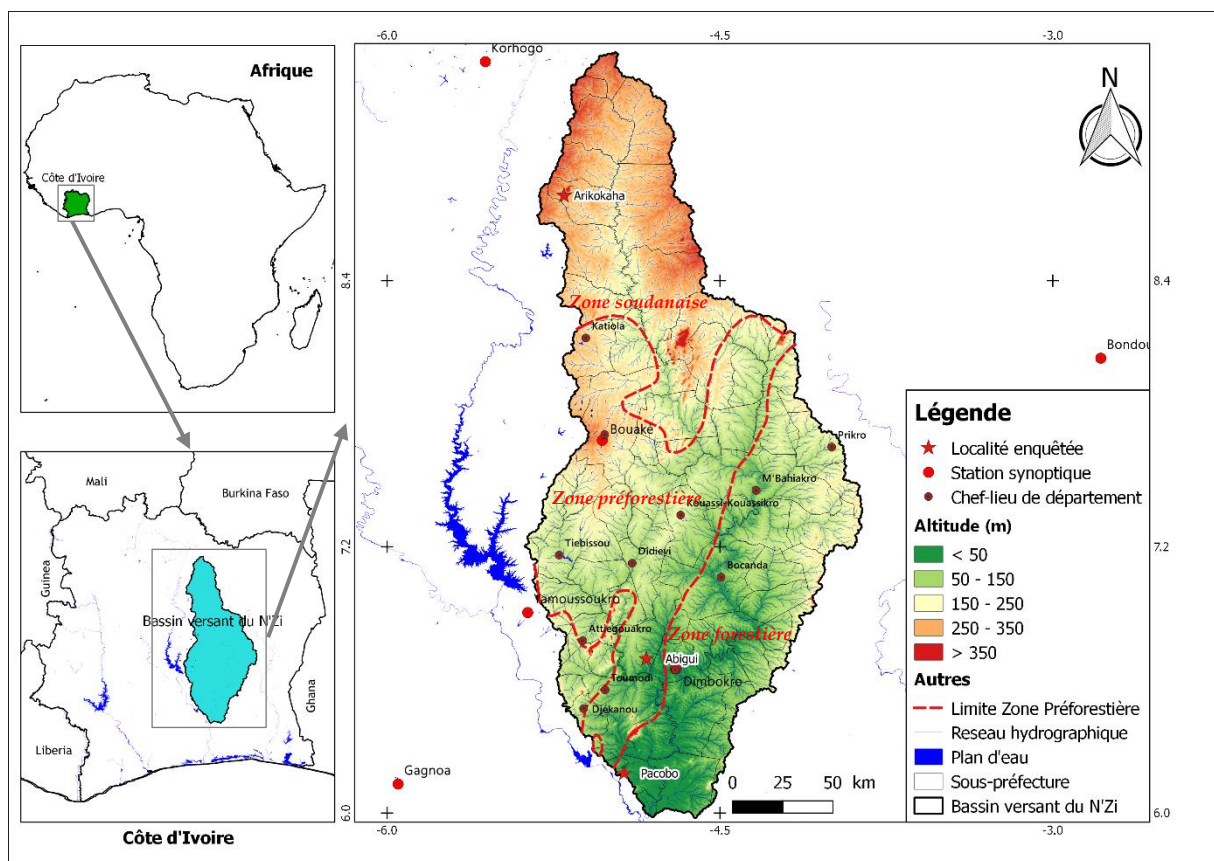 Afrique
Côte d'Ivoire
Mali
Burkina Faso
Guinea
Bassin versant du N'Zi
Ghana
Liberia
Côte d'Ivoire
-6.0
-4.5
-3.0
Korhogo
N
Arikokaha
8.4
8.4
Zone soudanaise
Katiola
Bondou
Bouake
Prikro
M'Bahiakro
Zone préforestière
Kouassi-Kouassikro
7.2
7.2
Tiebissou
Didievi
Bocanda
Yamoussoukro
Attiegouakro
Zone forestière
Abigui
Toumodi
Dimbokro
Djekanou
Gagnoa
Pacobo
0
25
50 km
6.0
6.0
-6.0
-4.5
-3.0
Légende
Localité enquêtée
Station synoptique
Chef-lieu de département
Altitude (m)
< 50
50 - 150
150 - 250
250 - 350
> 350
Autres
Limite Zone Préforestière
Reseau hydrographique
Plan d'eau
Sous-préfecture
Bassin versant du N'Zi